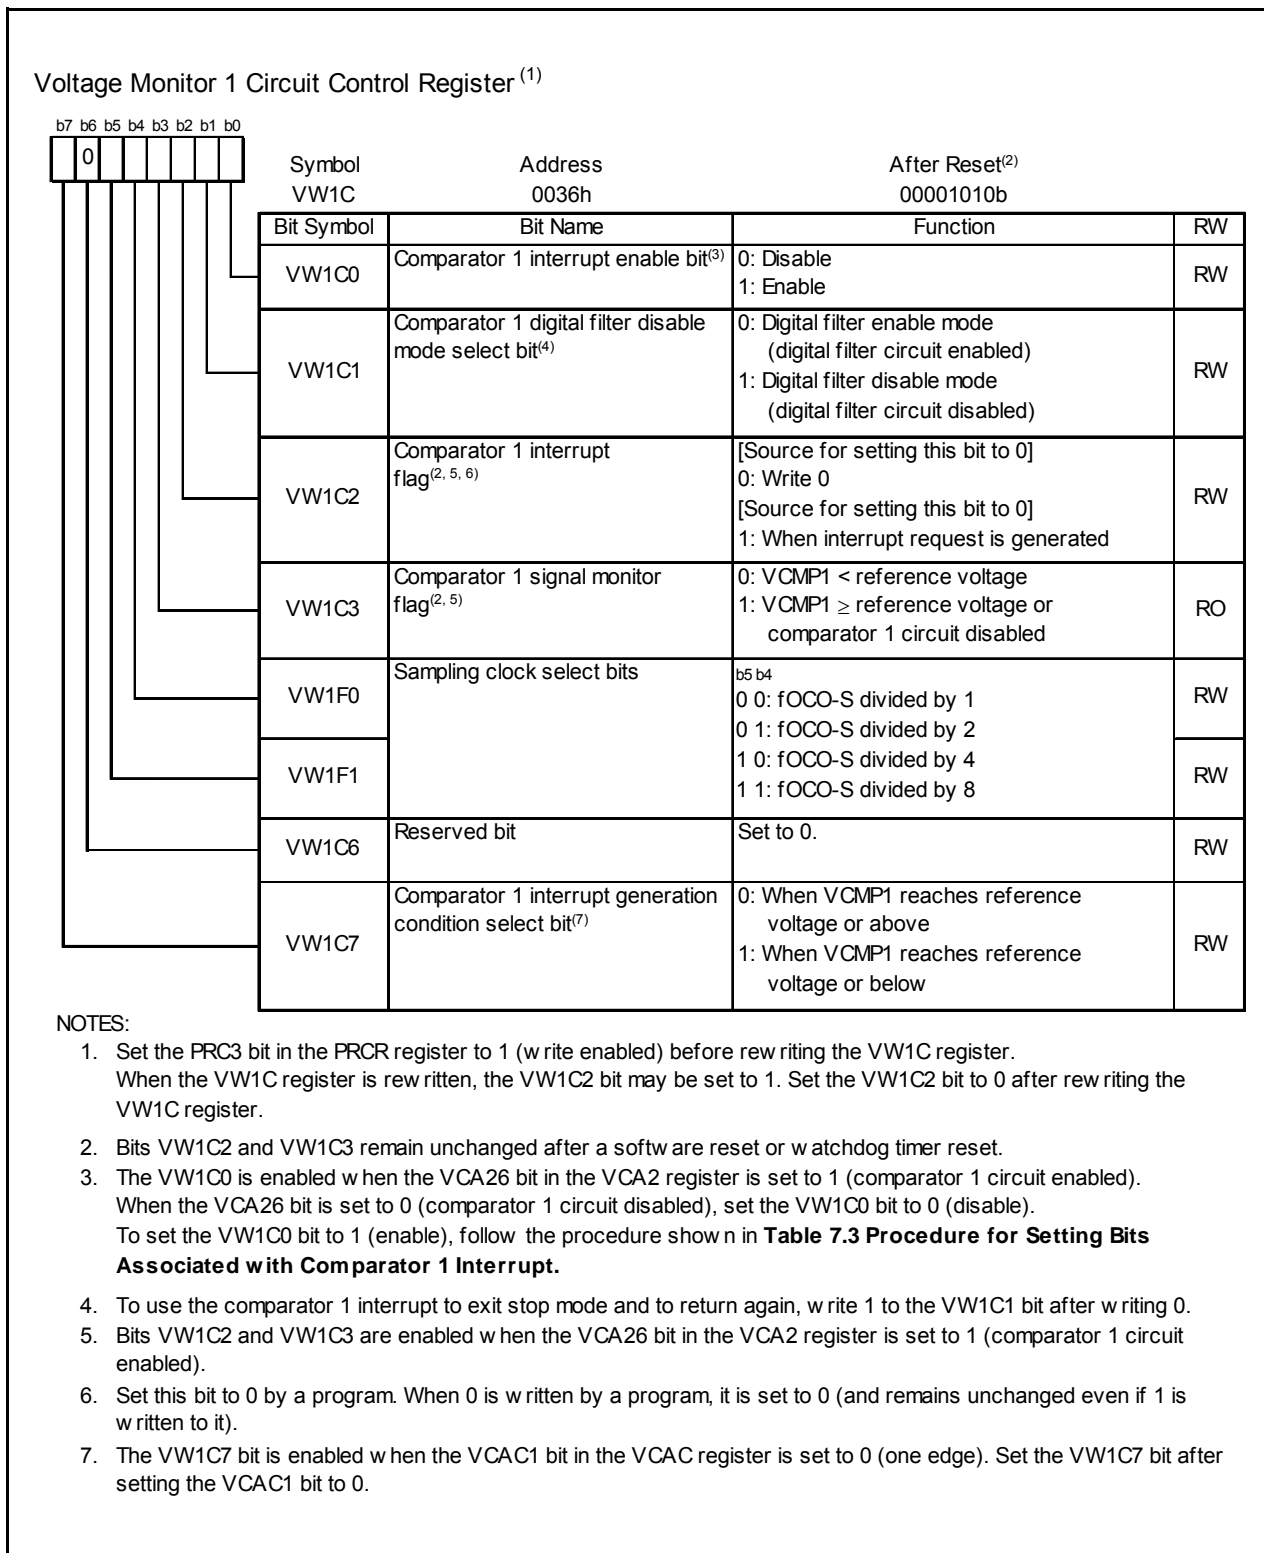 Voltage Monitor 1 Circuit Control Register (1)
b7 b6 b5 b4 b3 b2 b1 b0
0
Symbol Address After Reset(2)
VW1C 0036h 00001010b
Bit Symbol Bit Name Function RW
VW1C0 Comparator 1 interrupt enable bit(3) 0: Disable RW
1: Enable
VW1C1 Comparator 1 digital filter disable 0: Digital filter enable mode RW
mode select bit(4) (digital filter circuit enabled)
1: Digital filter disable mode
(digital filter circuit disabled)
VW1C2 Comparator 1 interrupt [Source for setting this bit to 0] RW
flag(2, 5, 6) 0: Write 0
[Source for setting this bit to 0]
1: When interrupt request is generated
VW1C3 Comparator 1 signal monitor 0: VCMP1 < reference voltage RO
flag(2, 5) 1: VCMP1 ≥ reference voltage or
comparator 1 circuit disabled
VW1F0 Sampling clock select bits b5 b4 RW
0 0: fOCO-S divided by 1
0 1: fOCO-S divided by 2
VW1F1 1 0: fOCO-S divided by 4 RW
1 1: fOCO-S divided by 8
VW1C6 Reserved bit Set to 0. RW
VW1C7 Comparator 1 interrupt generation 0: When VCMP1 reaches reference RW
condition select bit(7) voltage or above
1: When VCMP1 reaches reference
voltage or below
NOTES:
1. Set the PRC3 bit in the PRCR register to 1 (write enabled) before rewriting the VW1C register.
When the VW1C register is rewritten, the VW1C2 bit may be set to 1. Set the VW1C2 bit to 0 after rewriting the
VW1C register.
2. Bits VW1C2 and VW1C3 remain unchanged after a software reset or watchdog timer reset.
3. The VW1C0 is enabled when the VCA26 bit in the VCA2 register is set to 1 (comparator 1 circuit enabled).
When the VCA26 bit is set to 0 (comparator 1 circuit disabled), set the VW1C0 bit to 0 (disable).
To set the VW1C0 bit to 1 (enable), follow the procedure shown in Table 7.3 Procedure for Setting Bits
Associated with Comparator 1 Interrupt.
4. To use the comparator 1 interrupt to exit stop mode and to return again, write 1 to the VW1C1 bit after writing 0.
5. Bits VW1C2 and VW1C3 are enabled when the VCA26 bit in the VCA2 register is set to 1 (comparator 1 circuit
enabled).
6. Set this bit to 0 by a program. When 0 is written by a program, it is set to 0 (and remains unchanged even if 1 is
written to it).
7. The VW1C7 bit is enabled when the VCAC1 bit in the VCAC register is set to 0 (one edge). Set the VW1C7 bit after
setting the VCAC1 bit to 0.